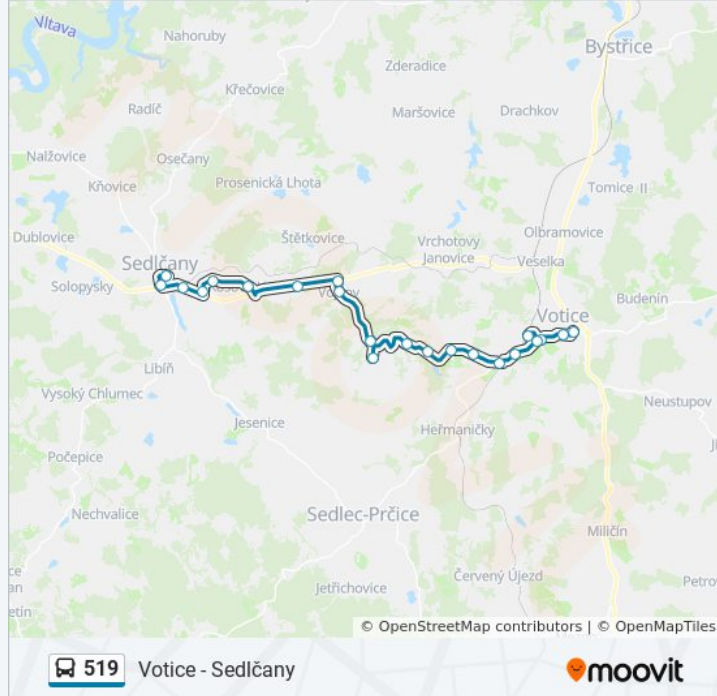 Vltava
Nahoruby
Bystřice
Zderadice
Křečovice
Radíč
Maršovice
Drachkov
Nalžovice
Osečany
Kňovice
Prosenická Lhota
Tomice II
Dublovice
Štětkovice
Vrchotovy
Janovice
Olbramovice
Sedlčany
Veselka
Solopysky
Votice
Budenín
Libíň
Vysoký Chlumec
Neustupov
Jesenice
Heřmaničky
Počepice
Nechvalice
Sedlec-Prčice
Miličín
Červený Újezd
Jetřichovice
© OpenStreetMap contributors | © OpenMapTiles
519 Votice - Sedlčany
moovit